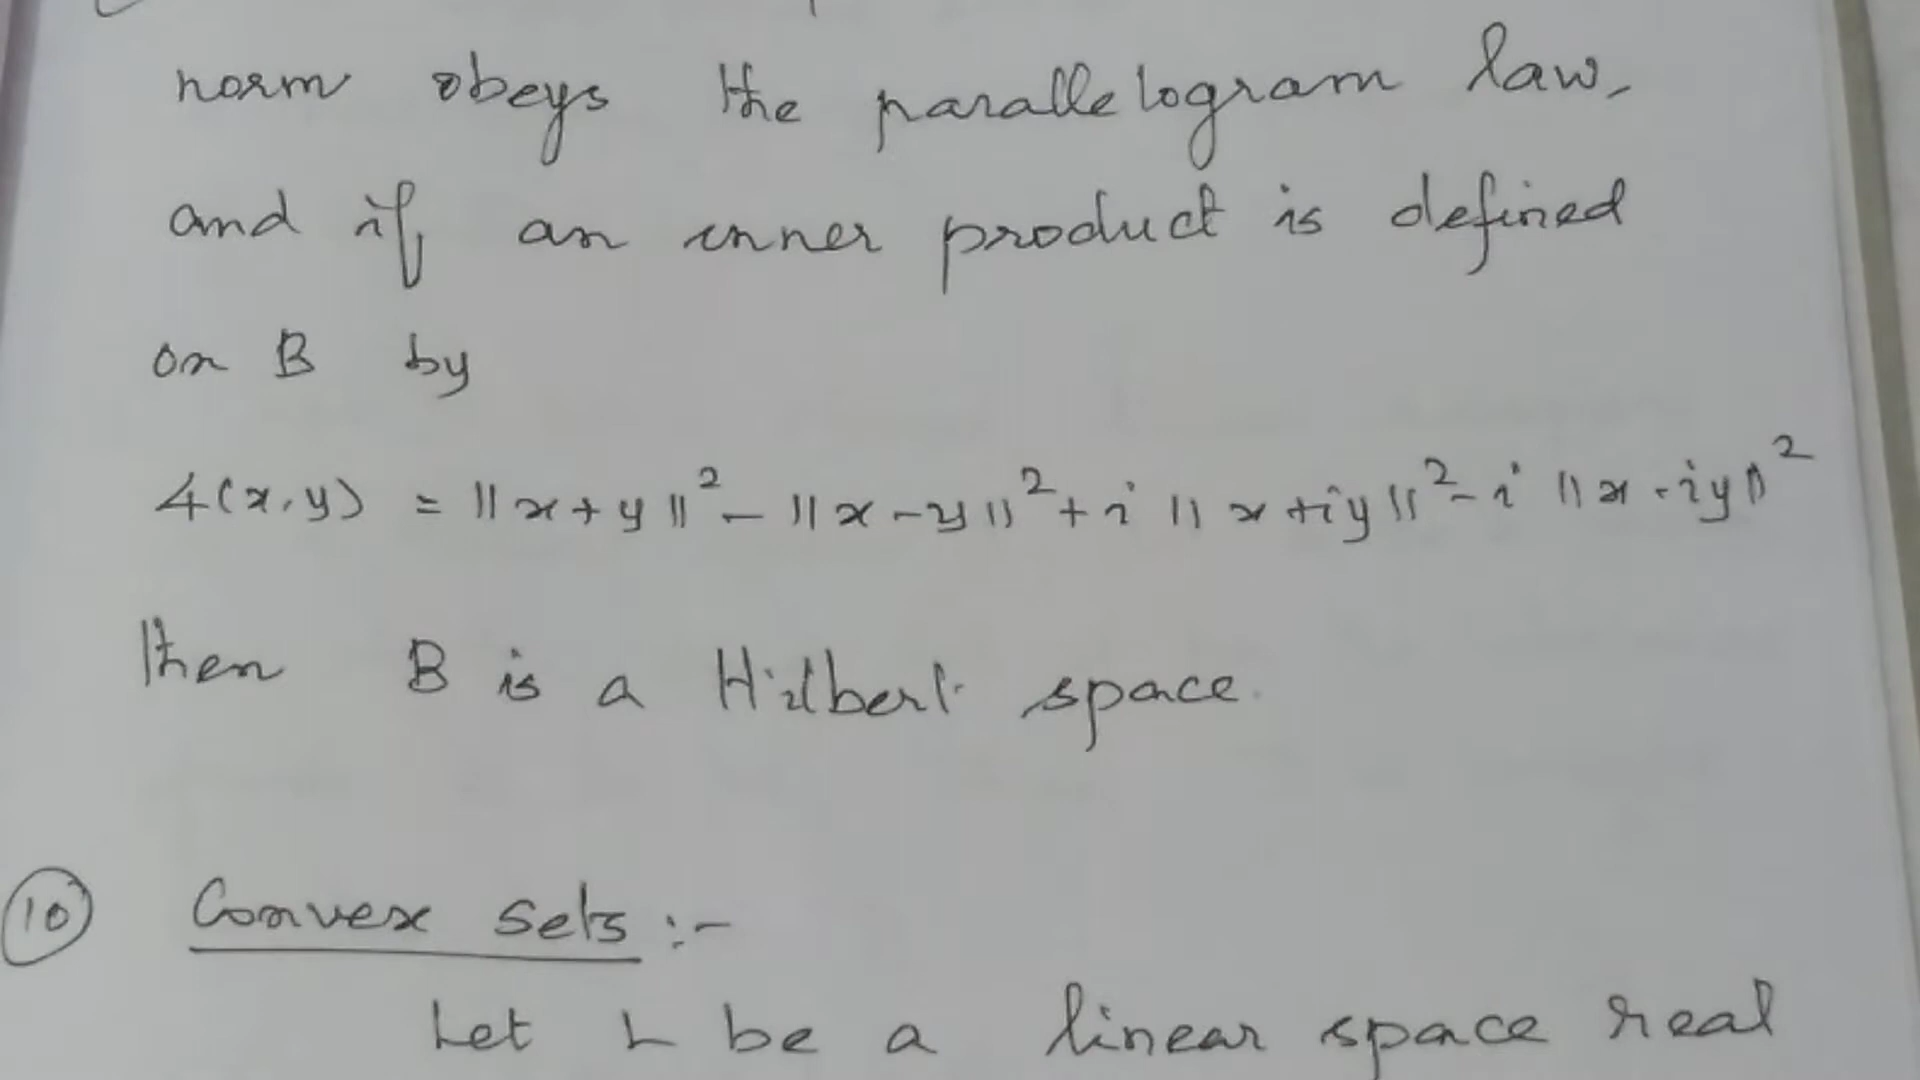 norm obeys the parallelogram law,
and if an inner product is defined
on B by
4(x,y) = ||x+y||² - ||x-y||² + i ||x+iy||² - i ||x-iy||²
then B is a Hilbert space.
10 Convex sets :-
Let L be a linear space real